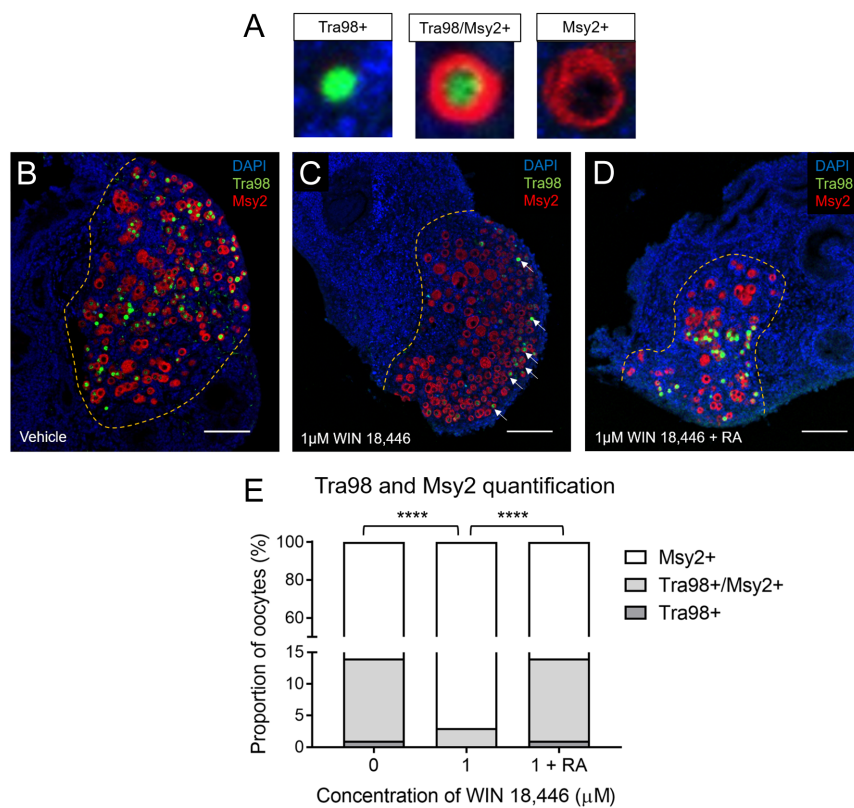 A
Tra98+
Tra98/Msy2+
Msy2+
B
DAPI
Tra98
Msy2
Vehicle
C
DAPI
Tra98
Msy2
1µM WIN 18,446
D
DAPI
Tra98
Msy2
1µM WIN 18,446 + RA
E
Tra98 and Msy2 quantification
**** ****
Proportion of oocytes (%)
100
80
60
15
10
5
0
0 1 1 + RA
Concentration of WIN 18,446 (µM)
Msy2+
Tra98+/Msy2+
Tra98+